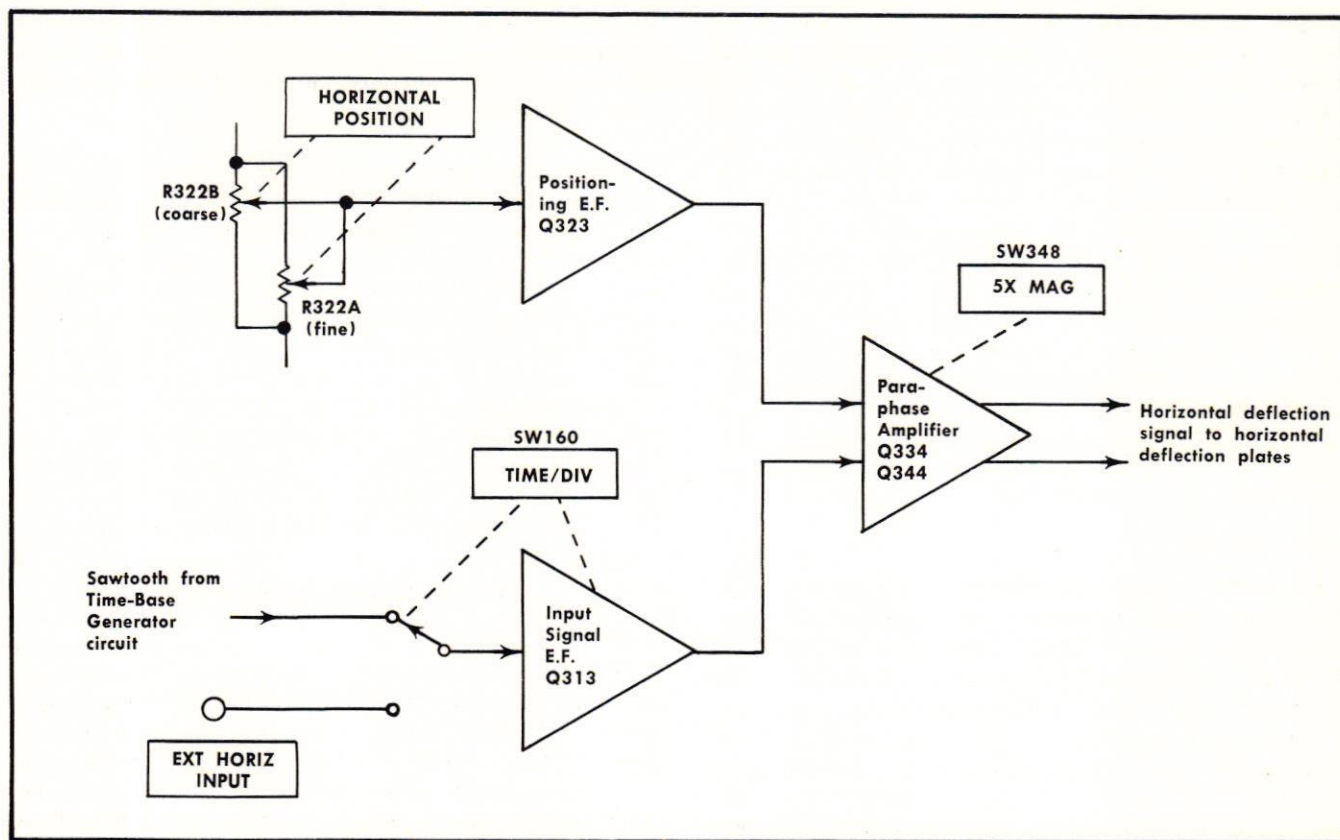 HORIZONTAL
POSITION
R322B
(coarse)
R322A
(fine)
Position-
ing E.F.
Q323
SW348
5X MAG
Para-
phase
Amplifier
Q334
Q344
Horizontal deflection
signal to horizontal
deflection plates
SW160
TIME/DIV
Sawtooth from
Time-Base
Generator
circuit
Input
Signal
E.F.
Q313
EXT HORIZ
INPUT